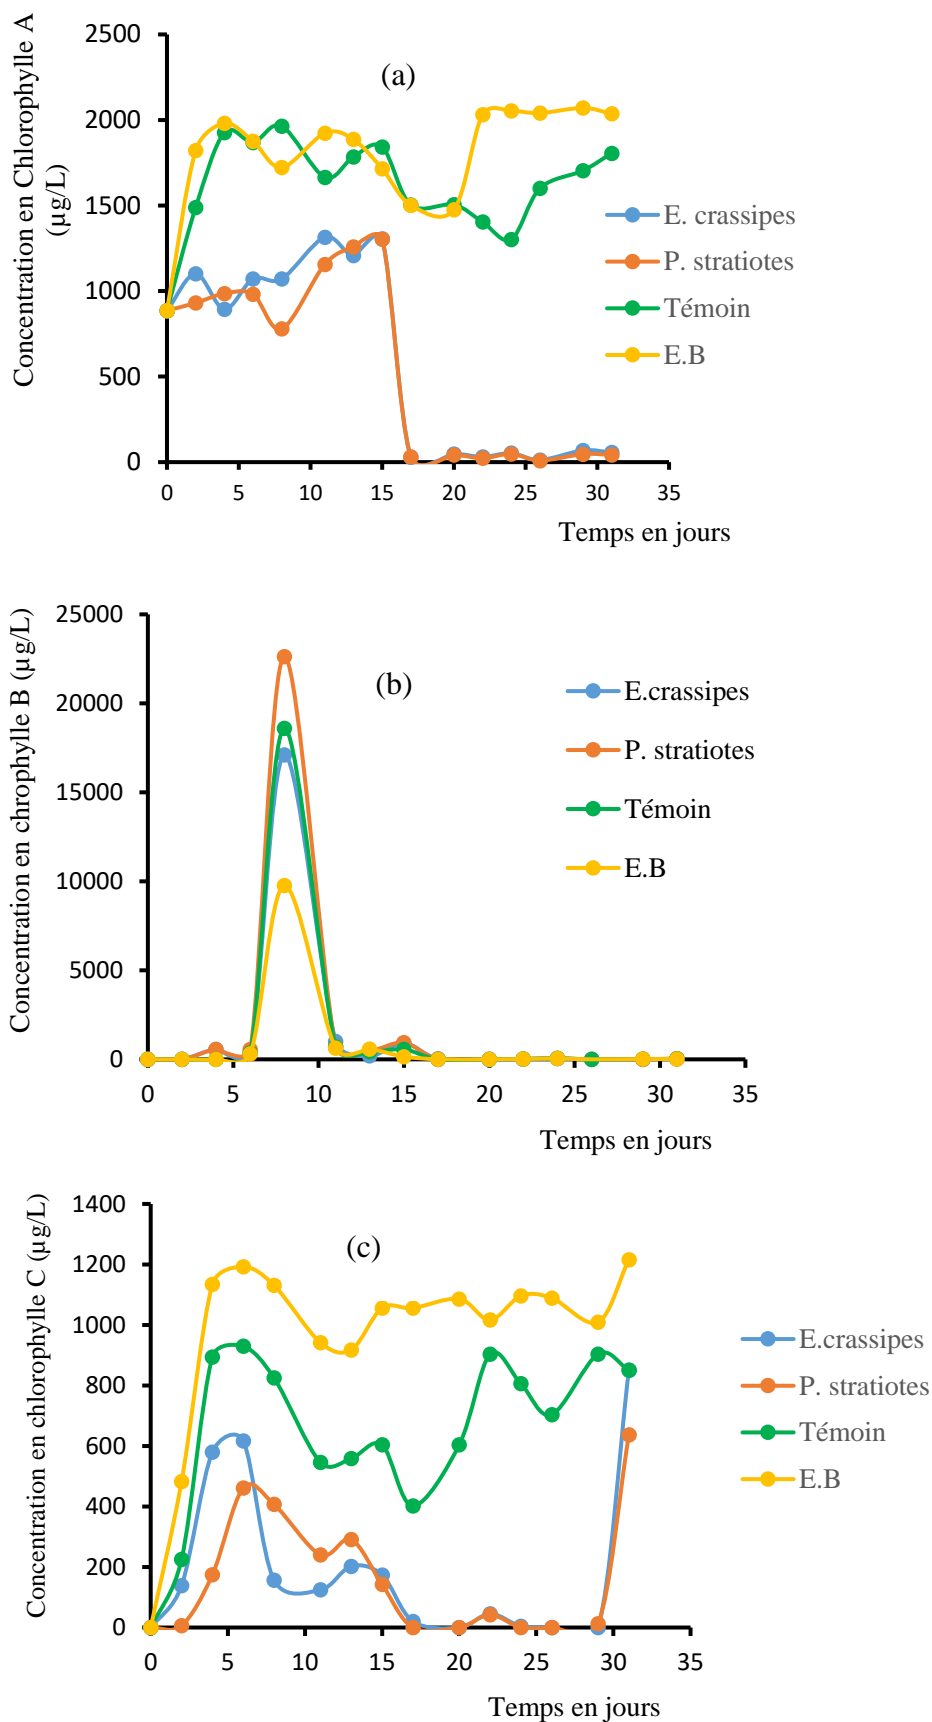 Concentration en Chlorophylle A
(µg/L)
2500
2000
1500
1000
500
0
(a)
E. crassipes
P. stratiotes
Témoin
E.B
0 5 10 15 20 25 30 35
Temps en jours
Concentration en chrophylle B (µg/L)
25000
20000
15000
10000
5000
0
(b)
E.crassipes
P. stratiotes
Témoin
E.B
0 5 10 15 20 25 30 35
Temps en jours
Concentration en chlorophylle C (µg/L)
1400
1200
1000
800
600
400
200
0
(c)
E.crassipes
P. stratiotes
Témoin
E.B
0 5 10 15 20 25 30 35
Temps en jours